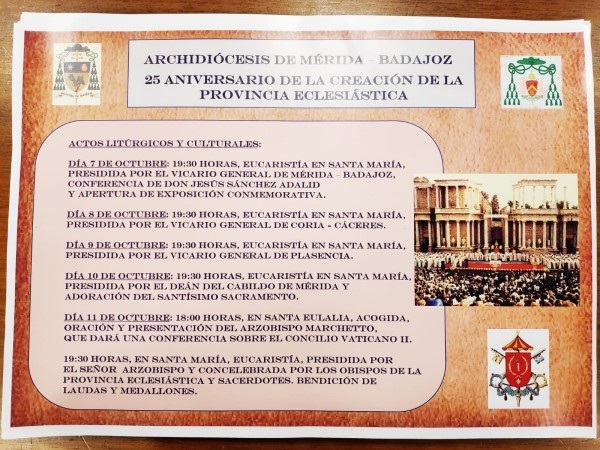 ARCHIDIÓCESIS DE MÉRIDA – BADAJOZ
25 ANIVERSARIO DE LA CREACIÓN DE LA
PROVINCIA ECLESIÁSTICA
ACTOS LITÚRGICOS Y CULTURALES:
DÍA 7 DE OCTUBRE: 19:30 HORAS, EUCARISTÍA EN SANTA MARÍA,
PRESIDIDA POR EL VICARIO GENERAL DE MÉRIDA – BADAJOZ,
CONFERENCIA DE DON JESÚS SÁNCHEZ ADALID
Y APERTURA DE EXPOSICIÓN CONMEMORATIVA.
DÍA 8 DE OCTUBRE: 19:30 HORAS, EUCARISTÍA EN SANTA MARÍA,
PRESIDIDA POR EL VICARIO GENERAL DE CORIA - CÁCERES.
DÍA 9 DE OCTUBRE: 19:30 HORAS, EUCARISTÍA EN SANTA MARÍA,
PRESIDIDA POR EL VICARIO GENERAL DE PLASENCIA.
DÍA 10 DE OCTUBRE: 19:30 HORAS, EUCARISTÍA EN SANTA MARÍA,
PRESIDIDA POR EL DEÁN DEL CABILDO DE MÉRIDA Y
ADORACIÓN DEL SANTÍSIMO SACRAMENTO.
DÍA 11 DE OCTUBRE: 18:00 HORAS, EN SANTA EULALIA, ACOGIDA,
ORACIÓN Y PRESENTACIÓN DEL ARZOBISPO MARCHETTO,
QUE DARÁ UNA CONFERENCIA SOBRE EL CONCILIO VATICANO II.
19:30 HORAS, EN SANTA MARÍA, EUCARISTÍA, PRESIDIDA POR
EL SEÑOR ARZOBISPO Y CONCELEBRADA POR LOS OBISPOS DE LA
PROVINCIA ECLESIÁSTICA Y SACERDOTES. BENDICIÓN DE
LAUDAS Y MEDALLONES.